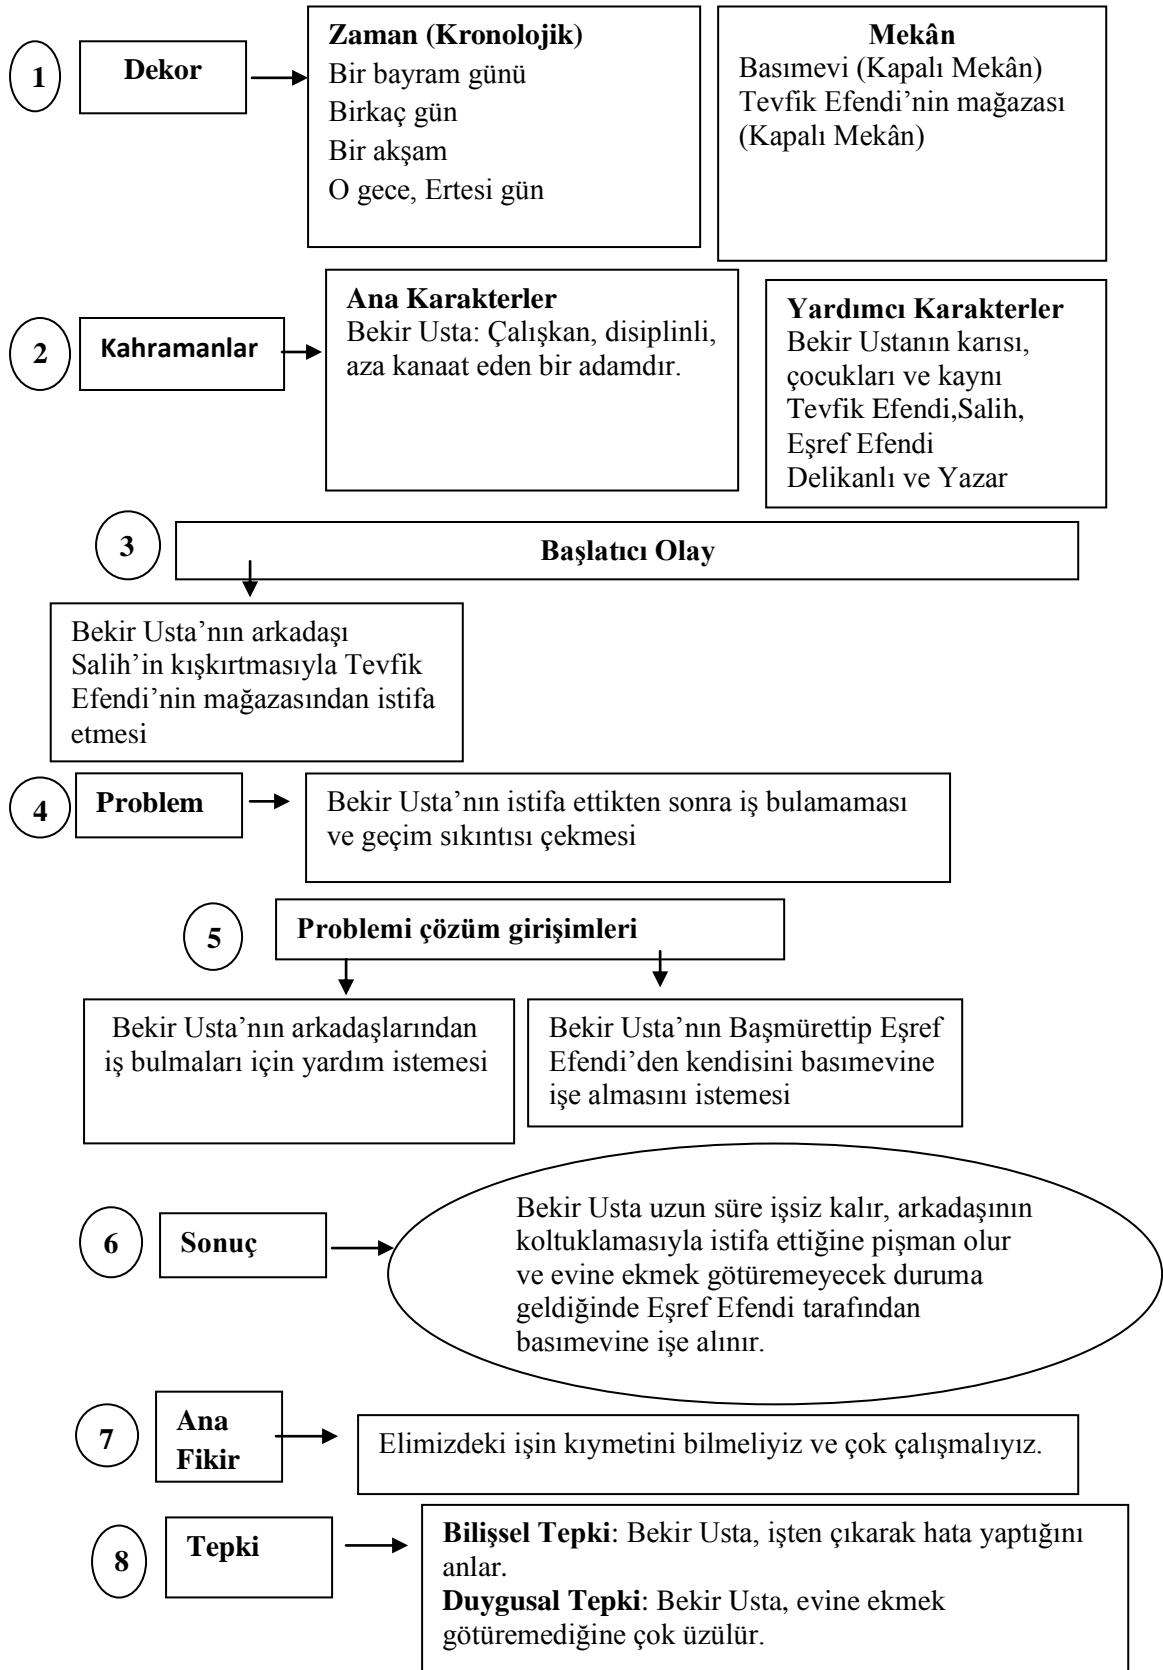 1
Dekor
Zaman (Kronolojik)
Bir bayram günü
Birkaç gün
Bir akşam
O gece, Ertesi gün
Mekân
Basımevi (Kapalı Mekân)
Tevfik Efendi’nin mağazası
(Kapalı Mekân)
2
Kahramanlar
Ana Karakterler
Bekir Usta: Çalışkan, disiplinli,
aza kanaat eden bir adamdır.
Yardımcı Karakterler
Bekir Ustanın karısı,
çocukları ve kaynı
Tevfik Efendi,Salih,
Eşref Efendi
Delikanlı ve Yazar
3
Başlatıcı Olay
Bekir Usta’nın arkadaşı
Salih’in kışkırtmasıyla Tevfik
Efendi’nin mağazasından istifa
etmesi
4
Problem
Bekir Usta’nın istifa ettikten sonra iş bulamaması
ve geçim sıkıntısı çekmesi
5
Problemi çözüm girişimleri
Bekir Usta’nın arkadaşlarından
iş bulmaları için yardım istemesi
Bekir Usta’nın Başmürettip Eşref
Efendi’den kendisini basımevine
işe almasını istemesi
6
Sonuç
Bekir Usta uzun süre işsiz kalır, arkadaşının
koltuklamasıyla istifa ettiğine pişman olur
ve evine ekmek götüremeyecek duruma
geldiğinde Eşref Efendi tarafından
basımevine işe alınır.
7
Ana
Fikir
Elimizdeki işin kıymetini bilmeliyiz ve çok çalışmalıyız.
8
Tepki
Bilişsel Tepki: Bekir Usta, işten çıkarak hata yaptığını
anlar.
Duygusal Tepki: Bekir Usta, evine ekmek
götüremediğine çok üzülür.